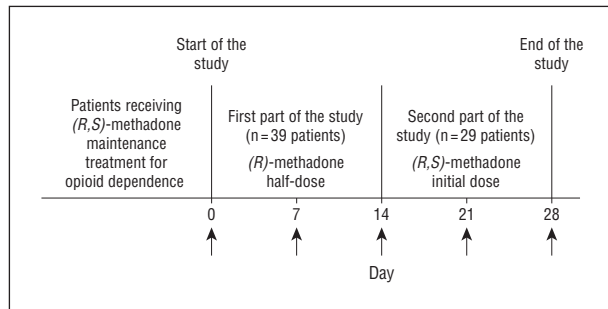 Start of the
study
End of the
study
Patients receiving
(R,S)-methadone
maintenance
treatment for
opioid dependence
First part of the study
(n=39 patients)
(R)-methadone
half-dose
Second part of the
study (n=29 patients)
(R,S)-methadone
initial dose
0 7 14 21 28
Day